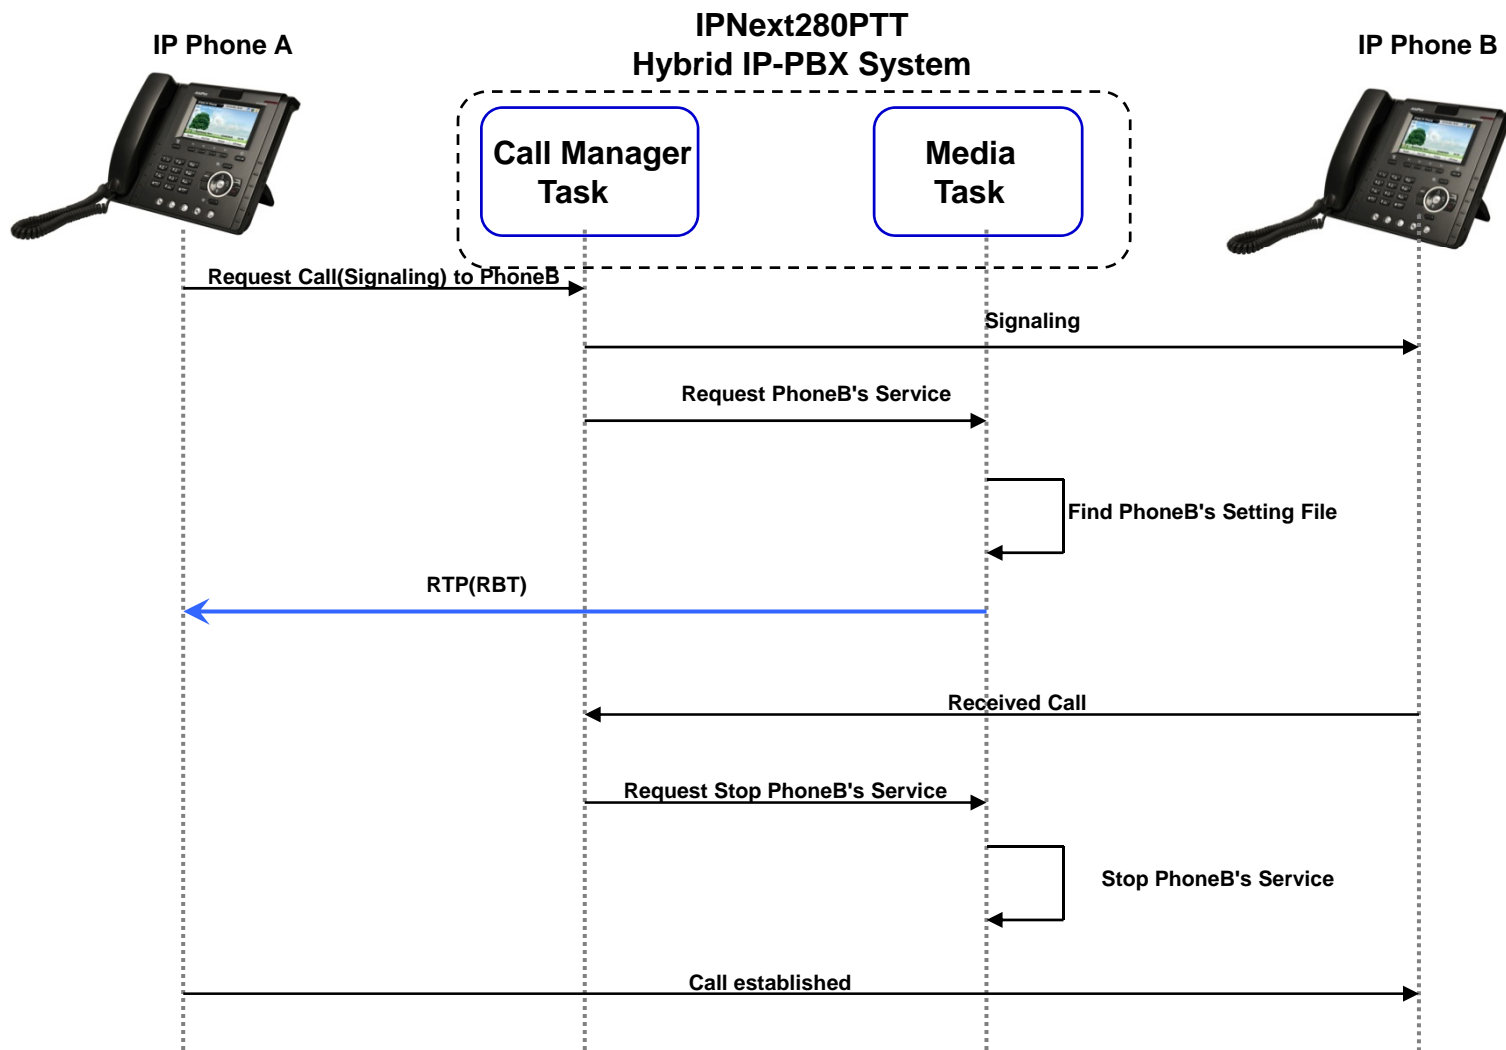 IPNext280PTT
Hybrid IP-PBX System
IP Phone A
IP Phone B
Call Manager
Task
Media
Task
Request Call(Signaling) to PhoneB
Signaling
Request PhoneB's Service
Find PhoneB's Setting File
RTP(RBT)
Received Call
Request Stop PhoneB's Service
Stop PhoneB's Service
Call established